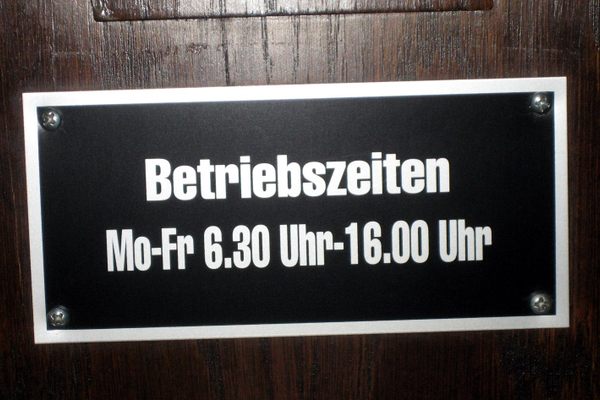 Betriebszeiten
Mo-Fr 6.30 Uhr-16.00 Uhr